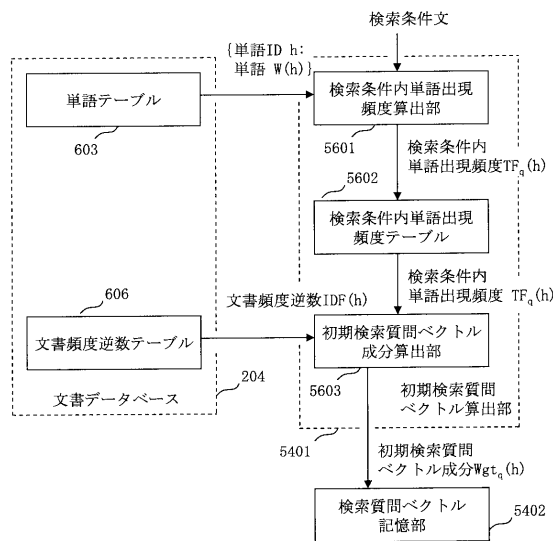 検索条件文
{単語ID h:
単語 W(h)}
単語テーブル
603
検索条件内単語出現
頻度算出部
5601
検索条件内
単語出現頻度TFq(h)
5602
検索条件内単語出現
頻度テーブル
検索条件内
単語出現頻度 TFq(h)
606
文書頻度逆数IDF(h)
文書頻度逆数テーブル
初期検索質問ベクトル
成分算出部
5603
文書データベース
204
初期検索質問
ベクトル算出部
5401
初期検索質問
ベクトル成分Wgtq(h)
検索質問ベクトル
記憶部
5402